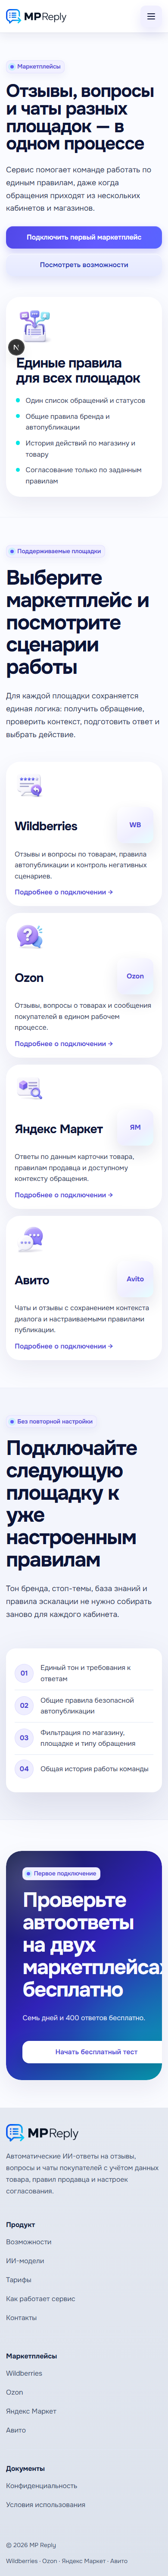 MPReply
Маркетплейсы
Отзывы, вопросы
и чаты разных
площадок — в
одном процессе
Сервис помогает команде работать по
единым правилам, даже когда
обращения приходят из нескольких
кабинетов и магазинов.
Подключить первый маркетплейс
Посмотреть возможности
N
Единые правила
для всех площадок
Один список обращений и статусов
Общие правила бренда и
автопубликации
История действий по магазину и
товару
Согласование только по заданным
правилам
Поддерживаемые площадки
Выберите
маркетплейс и
посмотрите
сценарии
работы
Для каждой площадки сохраняется
единая логика: получить обращение,
проверить контекст, подготовить ответ и
выбрать действие.
Wildberries
WB
Отзывы и вопросы по товарам, правила
автопубликации и контроль негативных
сценариев.
Подробнее о подключении →
Ozon
Ozon
Отзывы, вопросы о товарах и сообщения
покупателей в едином рабочем
процессе.
Подробнее о подключении →
Яндекс Маркет
ЯМ
Ответы по данным карточки товара,
правилам продавца и доступному
контексту обращения.
Подробнее о подключении →
Авито
Avito
Чаты и отзывы с сохранением контекста
диалога и настраиваемыми правилами
публикации.
Подробнее о подключении →
Без повторной настройки
Подключайте
следующую
площадку к
уже
настроенным
правилам
Тон бренда, стоп-темы, база знаний и
правила эскалации не нужно собирать
заново для каждого кабинета.
01 Единый тон и требования к
ответам
02 Общие правила безопасной
автопубликации
03 Фильтрация по магазину,
площадке и типу обращения
04 Общая история работы команды
Первое подключение
Проверьте
автоответы
на двух
маркетплейсах
бесплатно
Семь дней и 400 ответов бесплатно.
Начать бесплатный тест
MPReply
Автоматические ИИ-ответы на отзывы,
вопросы и чаты покупателей с учётом данных
товара, правил продавца и настроек
согласования.
Продукт
Возможности
ИИ-модели
Тарифы
Как работает сервис
Контакты
Маркетплейсы
Wildberries
Ozon
Яндекс Маркет
Авито
Документы
Конфиденциальность
Условия использования
© 2026 MP Reply
Wildberries · Ozon · Яндекс Маркет · Авито